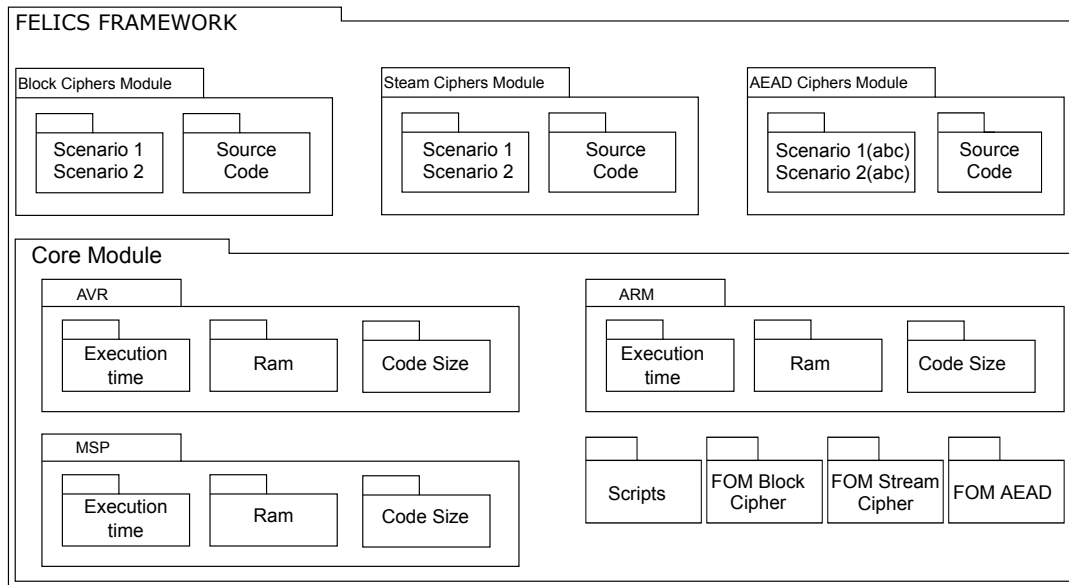 FELICS FRAMEWORK
Block Ciphers Module
Scenario 1
Scenario 2
Source
Code
Steam Ciphers Module
Scenario 1
Scenario 2
Source
Code
AEAD Ciphers Module
Scenario 1(abc)
Scenario 2(abc)
Source
Code
Core Module
AVR
Execution
time
Ram
Code Size
ARM
Execution
time
Ram
Code Size
MSP
Execution
time
Ram
Code Size
Scripts
FOM Block
Cipher
FOM Stream
Cipher
FOM AEAD